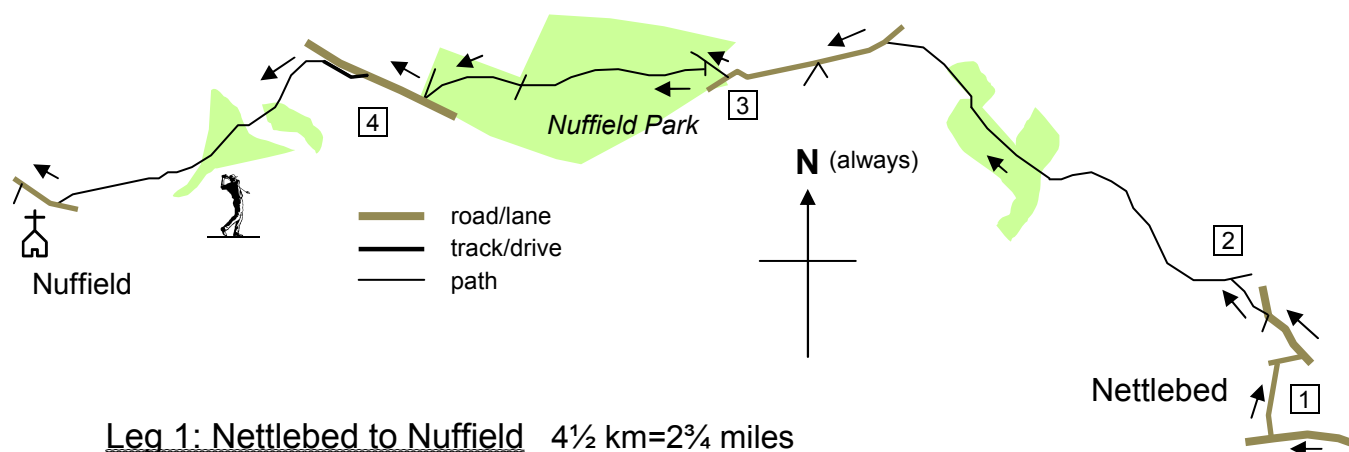 3
Nuffield Park
4
N (always)
road/lane
track/drive
path
2
Nuffield
Nettlebed
1
Leg 1: Nettlebed to Nuffield 4½ km=2¾ miles